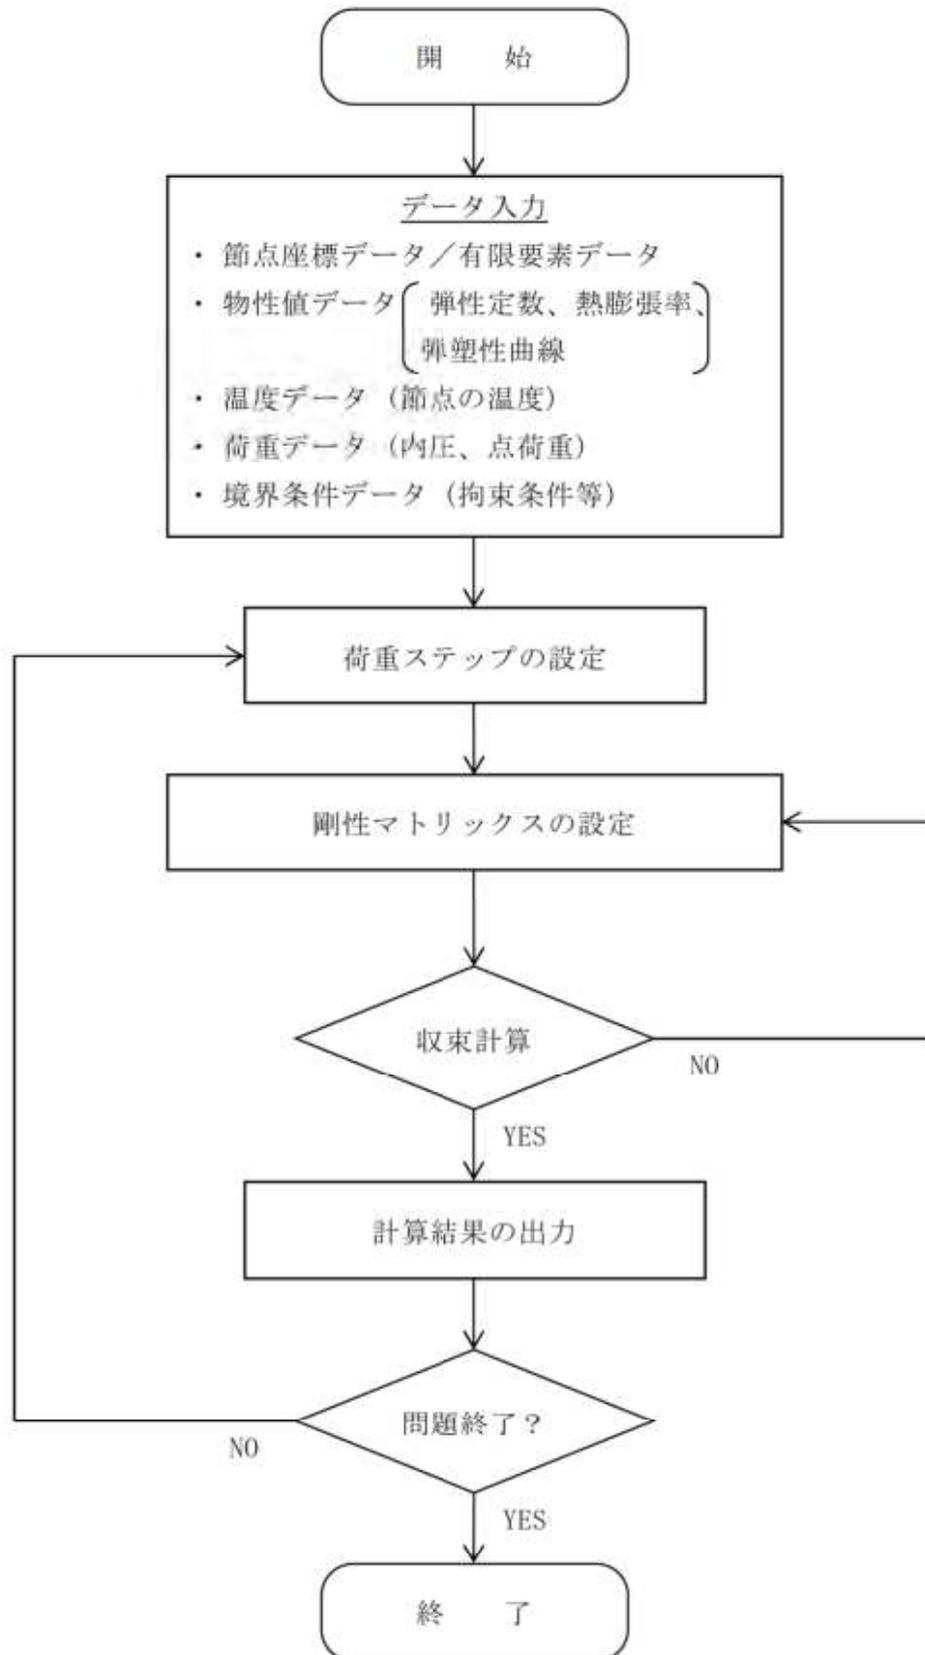 開　始
データ入力
・ 節点座標データ／有限要素データ
・ 物性値データ（弾性定数、熱膨張率、
弾塑性曲線）
・ 温度データ（節点の温度）
・ 荷重データ（内圧、点荷重）
・ 境界条件データ（拘束条件等）
荷重ステップの設定
剛性マトリックスの設定
収束計算
NO
YES
計算結果の出力
問題終了？
NO
YES
終　了